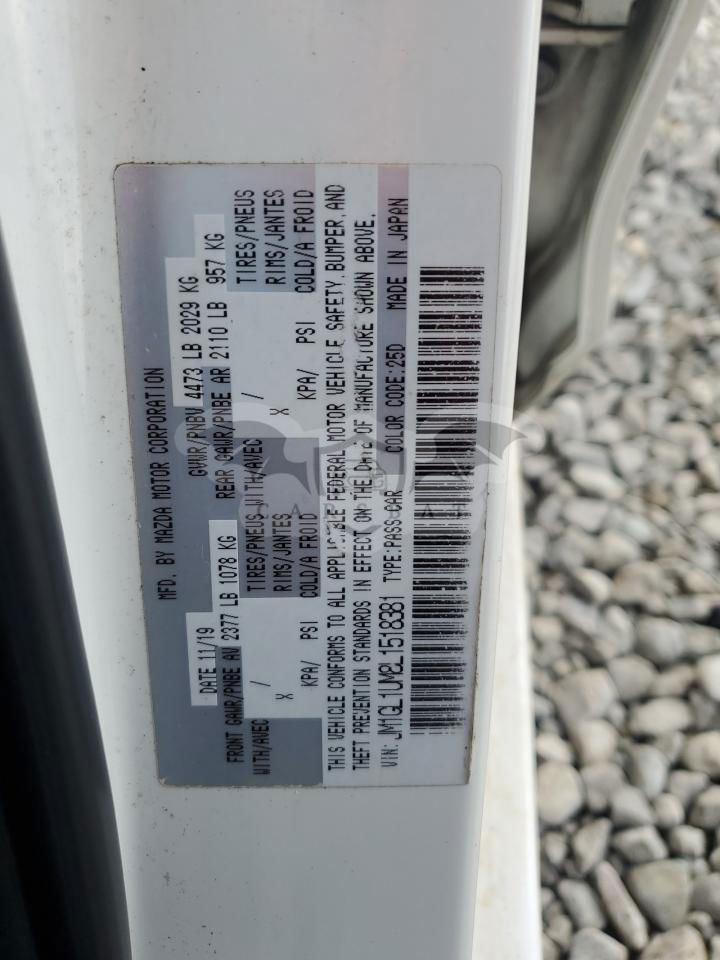 MFD. BY MAZDA MOTOR CORPORATION
DATE 11/19 GVWR/PNBV 4473 LB 2029 KG
FRONT GAWR/PNBE AV 2377 LB 1078 KG REAR GAWR/PNBE AR 2110 LB 957 KG
WITH/AVEC TIRES/PNEUS WITH/AVEC TIRES/PNEUS
/ RIMS/JANTES / RIMS/JANTES
X COLD/A FROID X COLD/A FROID
KPA/ PSI KPA/ PSI
THIS VEHICLE CONFORMS TO ALL APPLICABLE FEDERAL MOTOR VEHICLE SAFETY, BUMPER, AND
THEFT PREVENTION STANDARDS IN EFFECT ON THE DATE OF MANUFACTURE SHOWN ABOVE.
VIN: JM1GL1UM2L1518381 TYPE:PASS CAR COLOR CODE:25D MADE IN JAPAN